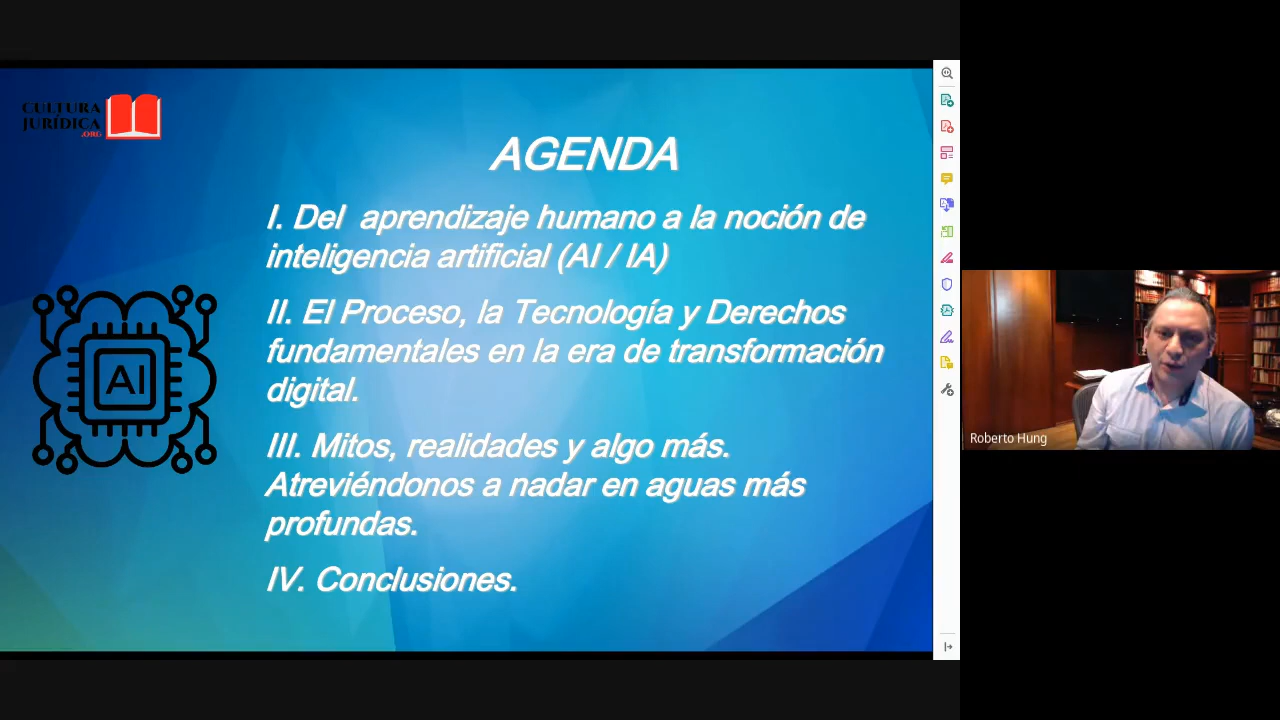 CULTURA
JURÍDICA
.ORG
AGENDA
I. Del  aprendizaje humano a la noción de
inteligencia artificial (AI / IA)
II. El Proceso, la Tecnología y Derechos
fundamentales en la era de transformación
digital.
III. Mitos, realidades y algo más.
Atreviéndonos a nadar en aguas más
profundas.
IV. Conclusiones.
AI
Roberto Hung